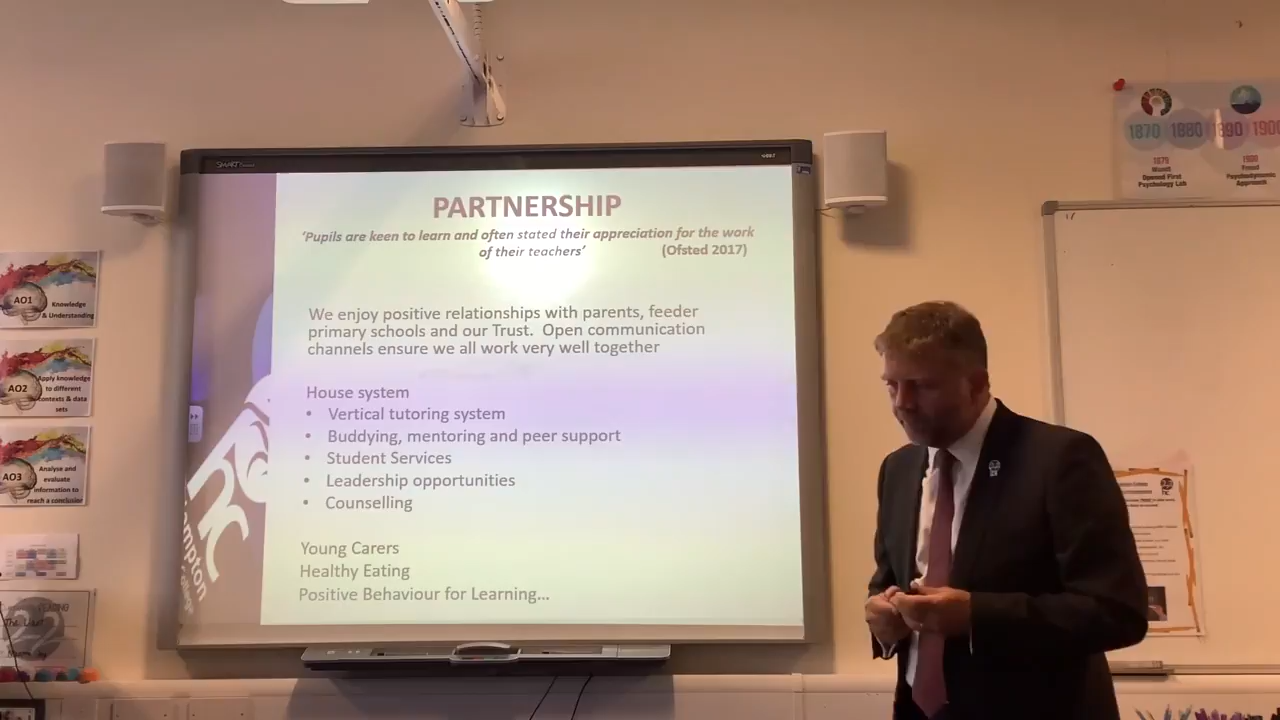 SMART
PARTNERSHIP
'Pupils are keen to learn and often stated their appreciation for the work
of their teachers'
(Ofsted 2017)
We enjoy positive relationships with parents, feeder
primary schools and our Trust. Open communication
channels ensure we all work very well together
House system
• Vertical tutoring system
• Buddying, mentoring and peer support
• Student Services
• Leadership opportunities
• Counselling
Young Carers
Healthy Eating
Positive Behaviour for Learning...
AO1
Knowledge
& Understanding
AO2
Apply knowledge
to different
contexts & data
sets
AO3
Analyse and
evaluate
information to
reach a conclusion
1870 1880 1890 1900
1879
Wundt
Opened First
Psychology Lab
1900
Freud
Psychodynamic
Approach